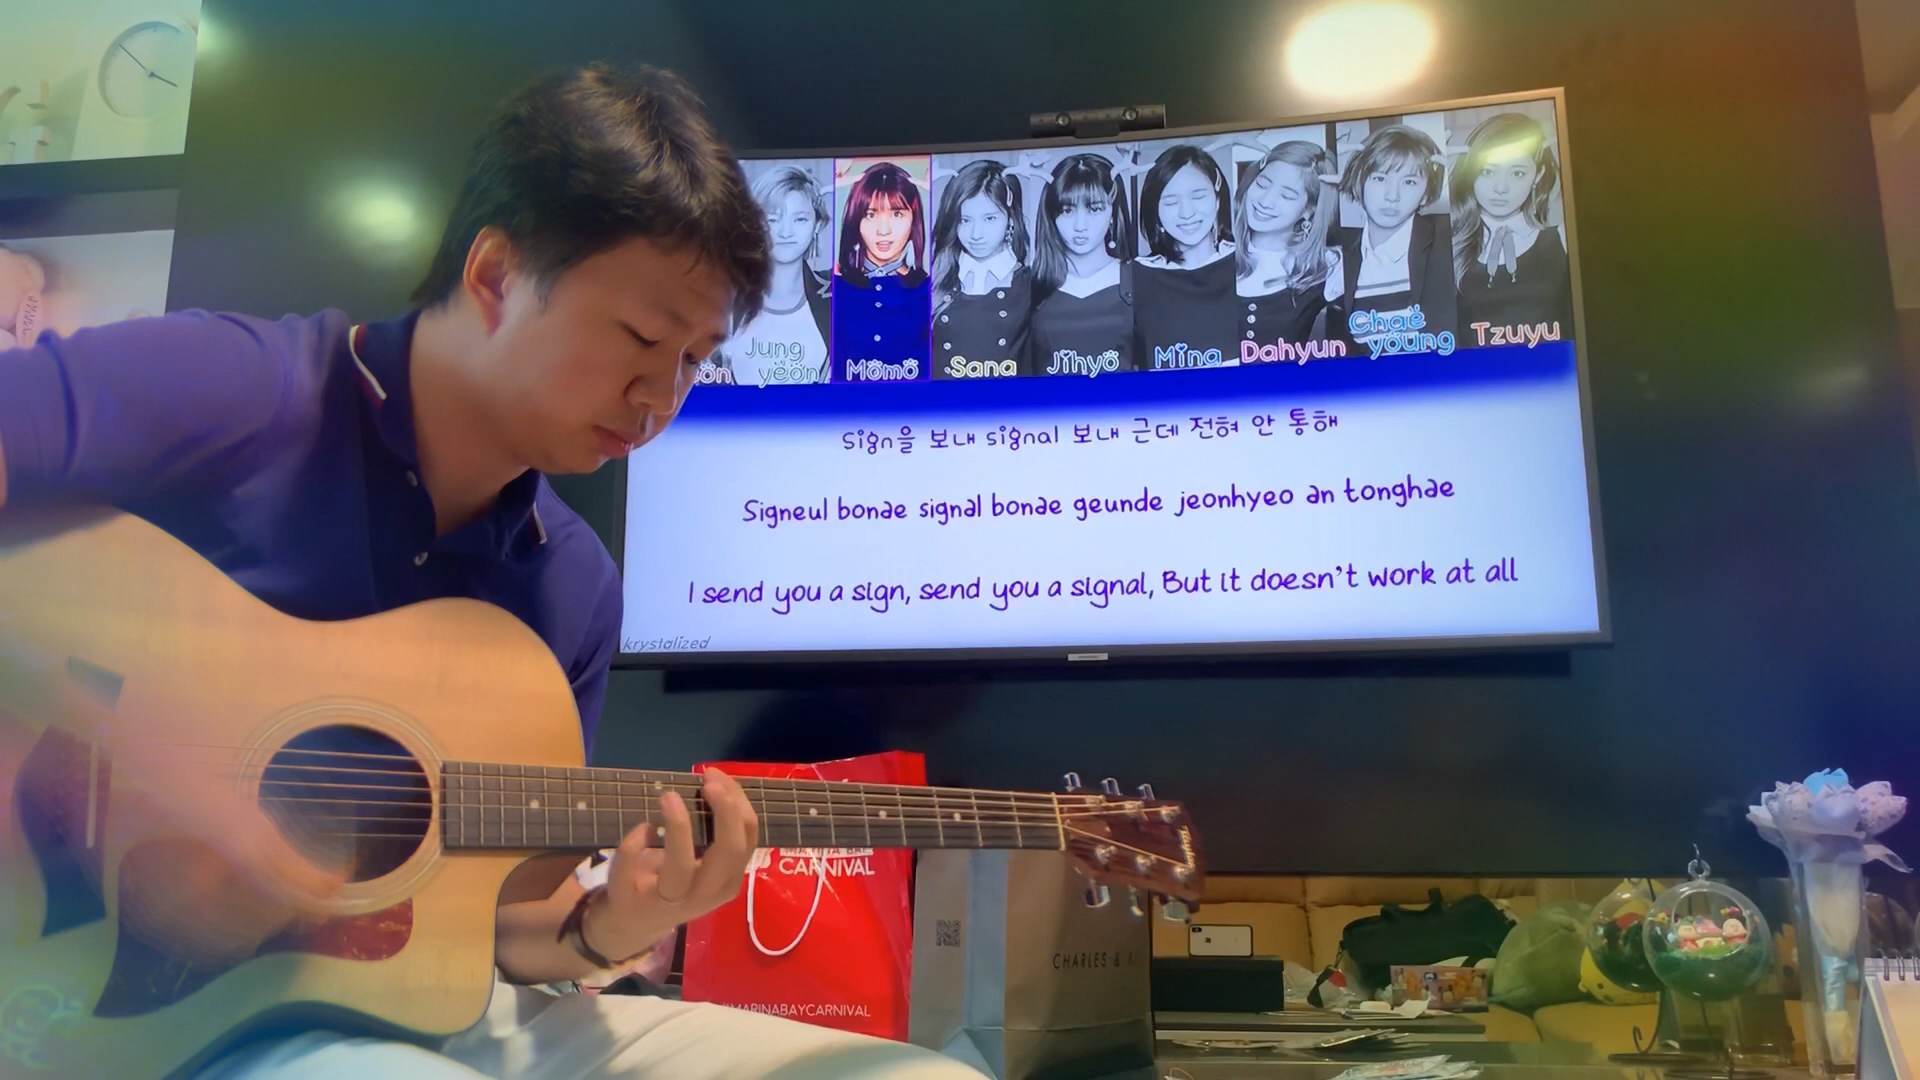 eon
Jung
yeon
Momo
Sana
Jihyo
Mina
Dahyun
Chae
young
Tzuyu
Sign을 보내 signal 보내 근데 전혀 안 통해
Signeul bonae signal bonae geunde jeonhyeo an tonghae
I send you a sign, send you a signal, But it doesn't work at all
krystalized
CARNIVAL
CHARLES &
#MARINABAYCARNIVAL